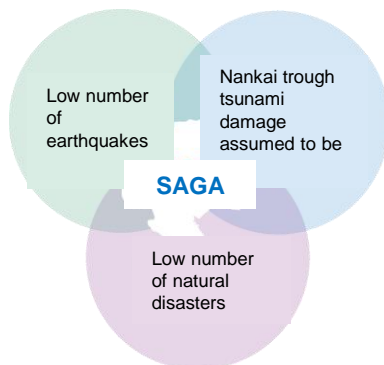 Low number
of
earthquakes
Nankai trough
tsunami
damage
assumed to be
SAGA
Low number
of natural
disasters